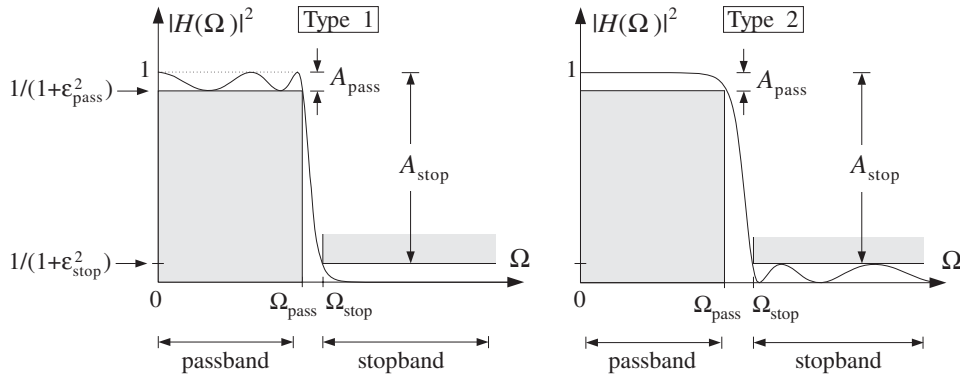 |H(Ω)|² Type 1
1
1/(1+ε²pass)
Apass
Astop
1/(1+ε²stop)
Ω
0
Ωpass Ωstop
passband stopband
|H(Ω)|² Type 2
1
Apass
Astop
Ω
0
Ωpass Ωstop
passband stopband